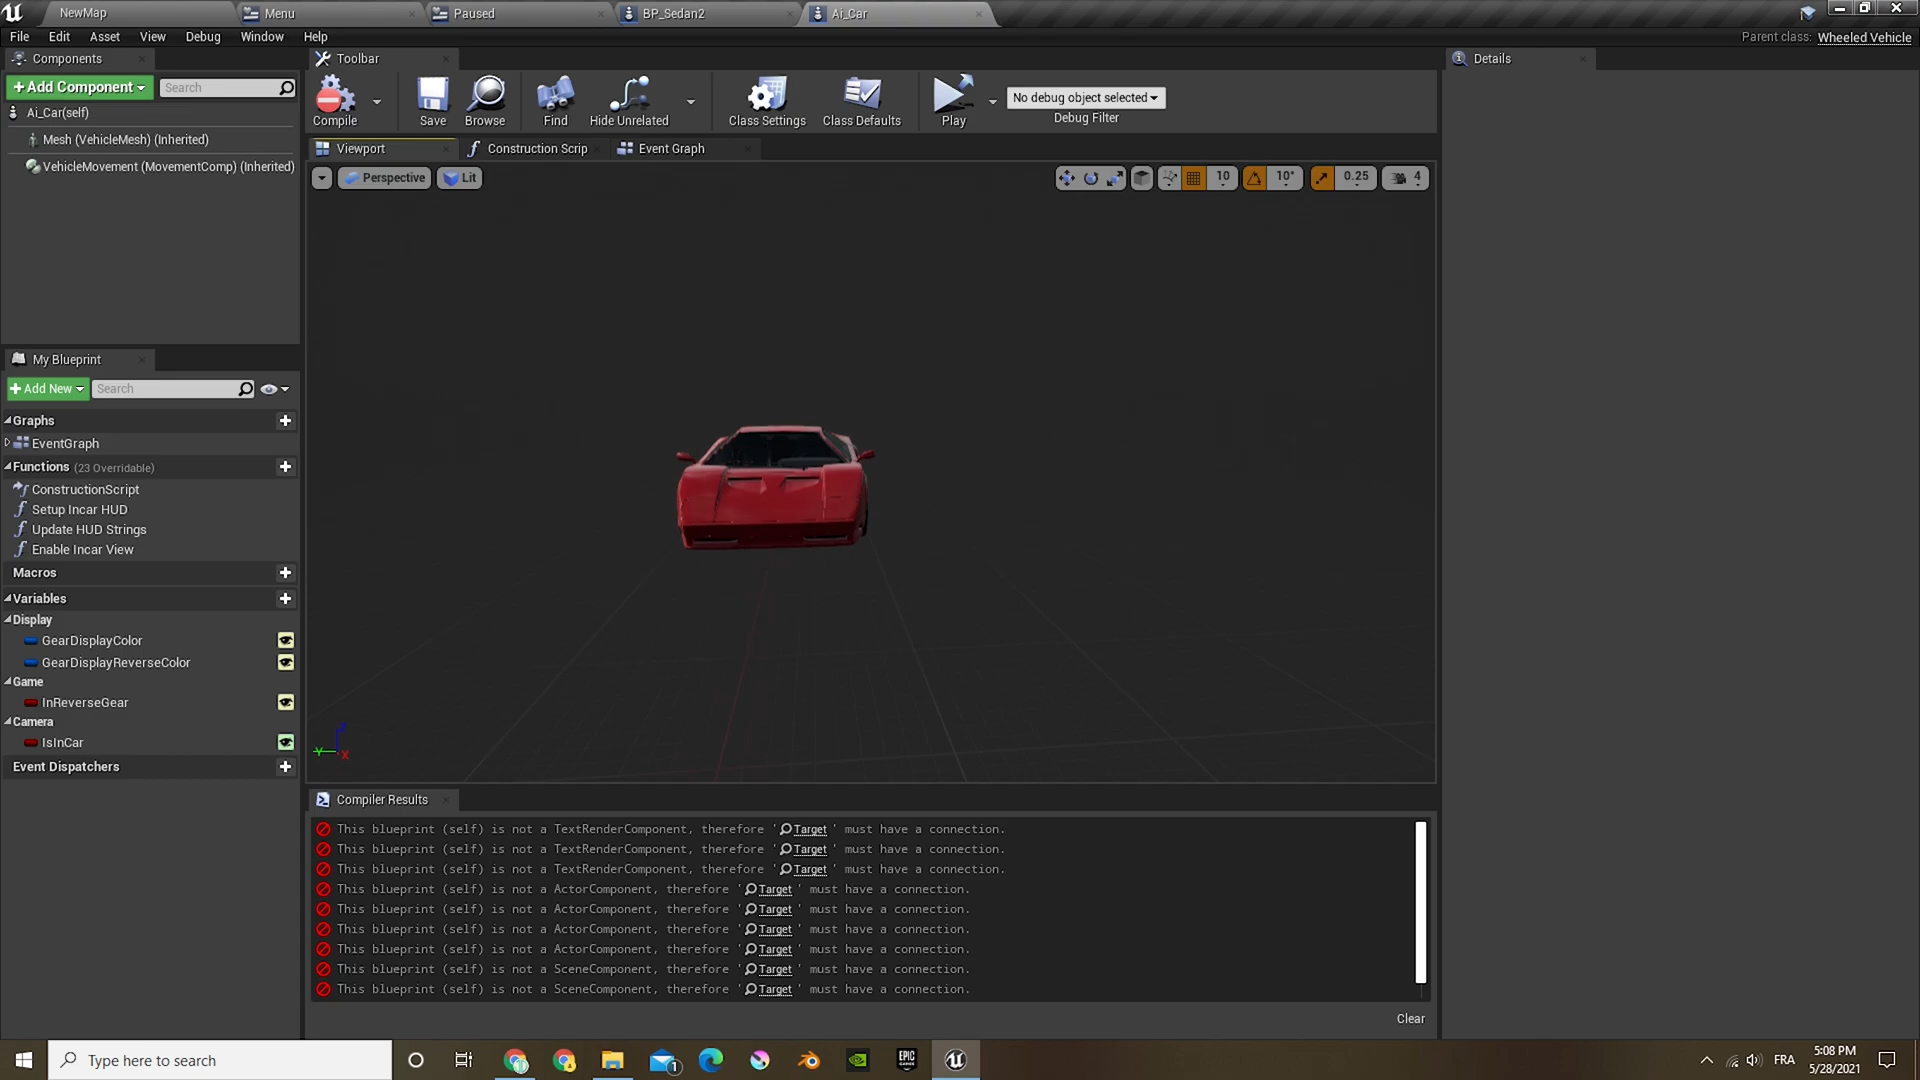 NewMap
Menu
Paused
BP_Sedan2
Ai_Car
File Edit Asset View Debug Window Help
Parent class: Wheeled Vehicle
Components
Toolbar
Details
Add Component
Search
Ai_Car(self)
Mesh (VehicleMesh) (Inherited)
VehicleMovement (MovementComp) (Inherited)
Compile
Save
Browse
Find
Hide Unrelated
Class Settings
Class Defaults
Play
No debug object selected
Debug Filter
Viewport
Construction Scrip
Event Graph
Perspective
Lit
10
10°
0.25
4
My Blueprint
Add New
Search
Graphs
EventGraph
Functions (23 Overridable)
ConstructionScript
Setup Incar HUD
Update HUD Strings
Enable Incar View
Macros
Variables
Display
GearDisplayColor
GearDisplayReverseColor
Game
InReverseGear
Camera
IsInCar
Event Dispatchers
Z
Y
X
Compiler Results
This blueprint (self) is not a TextRenderComponent, therefore ' Target ' must have a connection.
This blueprint (self) is not a TextRenderComponent, therefore ' Target ' must have a connection.
This blueprint (self) is not a TextRenderComponent, therefore ' Target ' must have a connection.
This blueprint (self) is not a ActorComponent, therefore ' Target ' must have a connection.
This blueprint (self) is not a ActorComponent, therefore ' Target ' must have a connection.
This blueprint (self) is not a ActorComponent, therefore ' Target ' must have a connection.
This blueprint (self) is not a ActorComponent, therefore ' Target ' must have a connection.
This blueprint (self) is not a SceneComponent, therefore ' Target ' must have a connection.
This blueprint (self) is not a SceneComponent, therefore ' Target ' must have a connection.
Clear
Type here to search
1
EPIC
GAMES
FRA
5:08 PM
5/28/2021